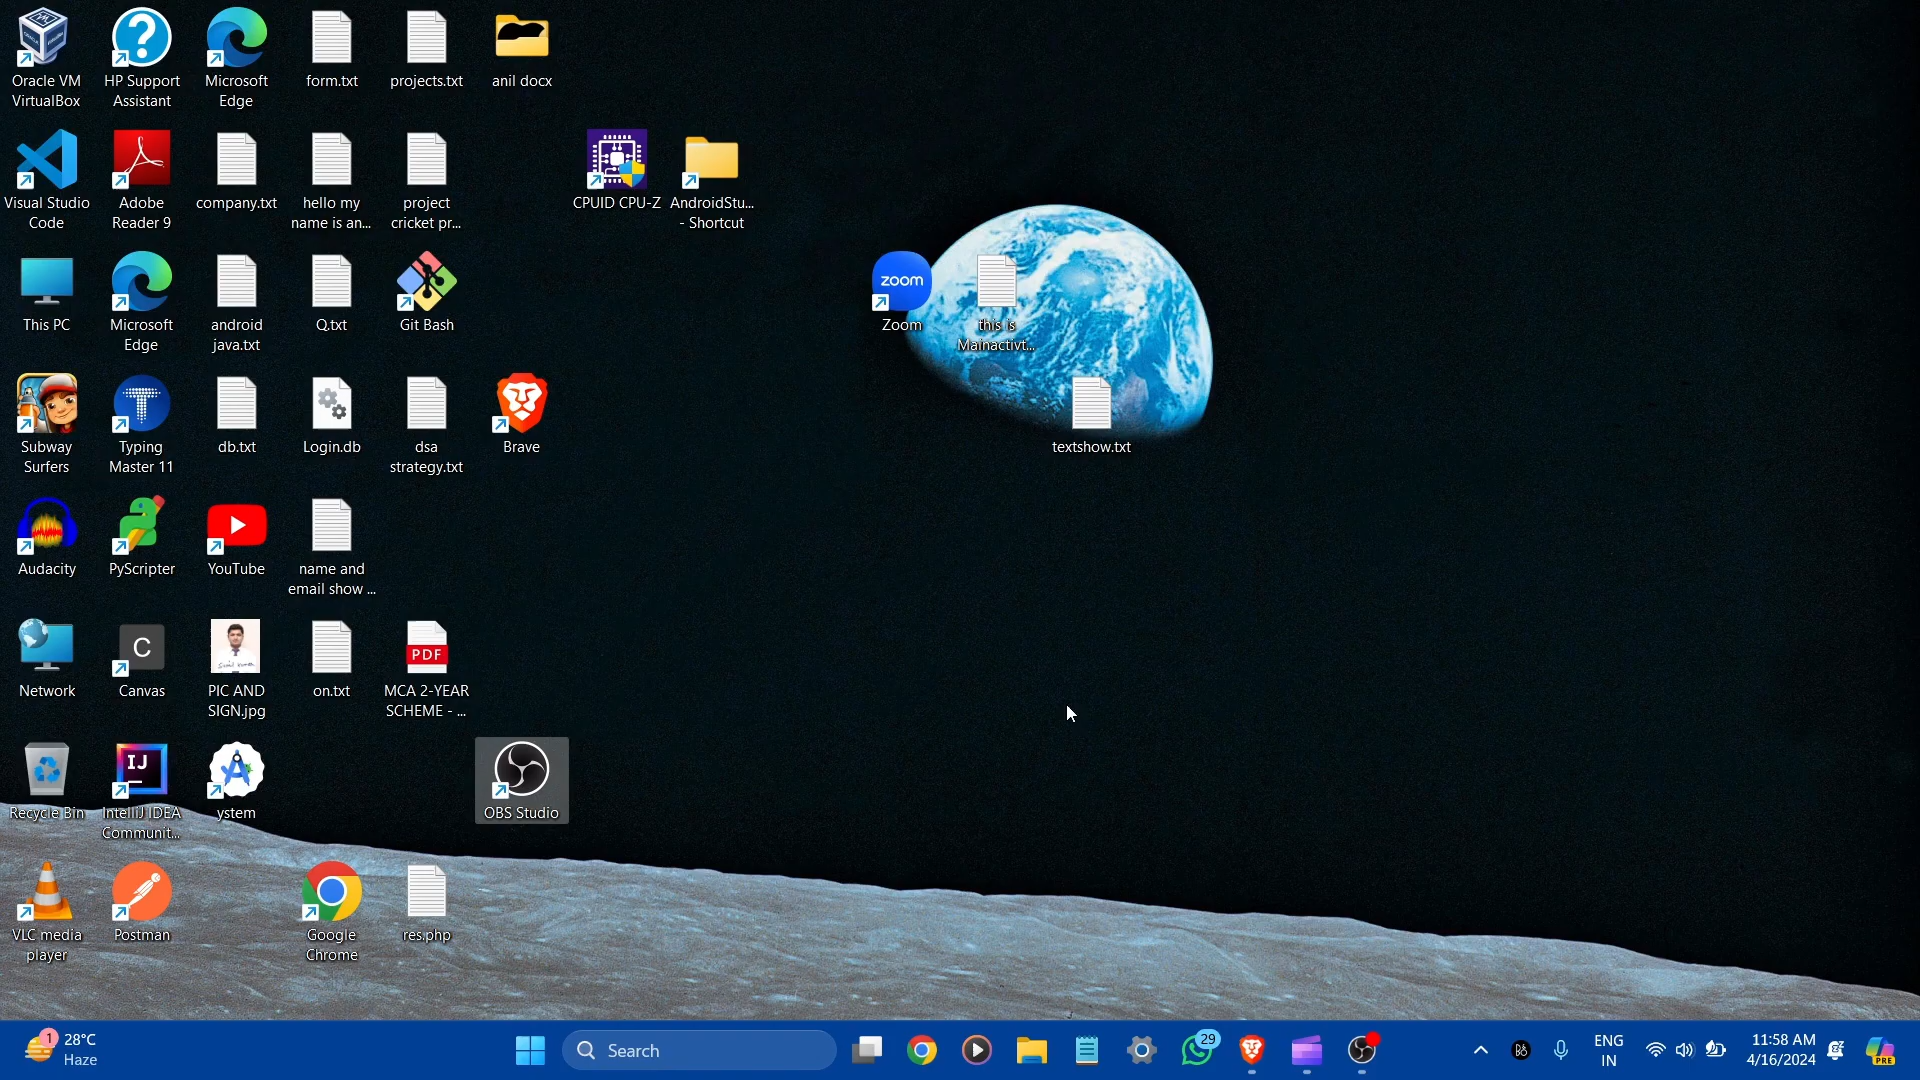 Oracle VM
VirtualBox
HP Support
Assistant
Microsoft
Edge
form.txt
projects.txt
anil docx
Visual Studio
Code
Adobe
Reader 9
company.txt
hello my
name is an...
project
cricket pr...
CPUID CPU-Z
AndroidStu...
- Shortcut
This PC
Microsoft
Edge
android
java.txt
Q.txt
Git Bash
zoom
Zoom
this is
Mainactivt...
Subway
Surfers
T
Typing
Master 11
db.txt
Login.db
dsa
strategy.txt
Brave
textshow.txt
Audacity
PyScripter
YouTube
name and
email show ...
Network
C
Canvas
PIC AND
SIGN.jpg
on.txt
PDF
MCA 2-YEAR
SCHEME - ...
Recycle Bin
IJ
IntelliJ IDEA
Communit...
ystem
OBS Studio
VLC media
player
Postman
Google
Chrome
res.php
1
28°C
Haze
Search
29
ENG
IN
11:58 AM
4/16/2024
PRE